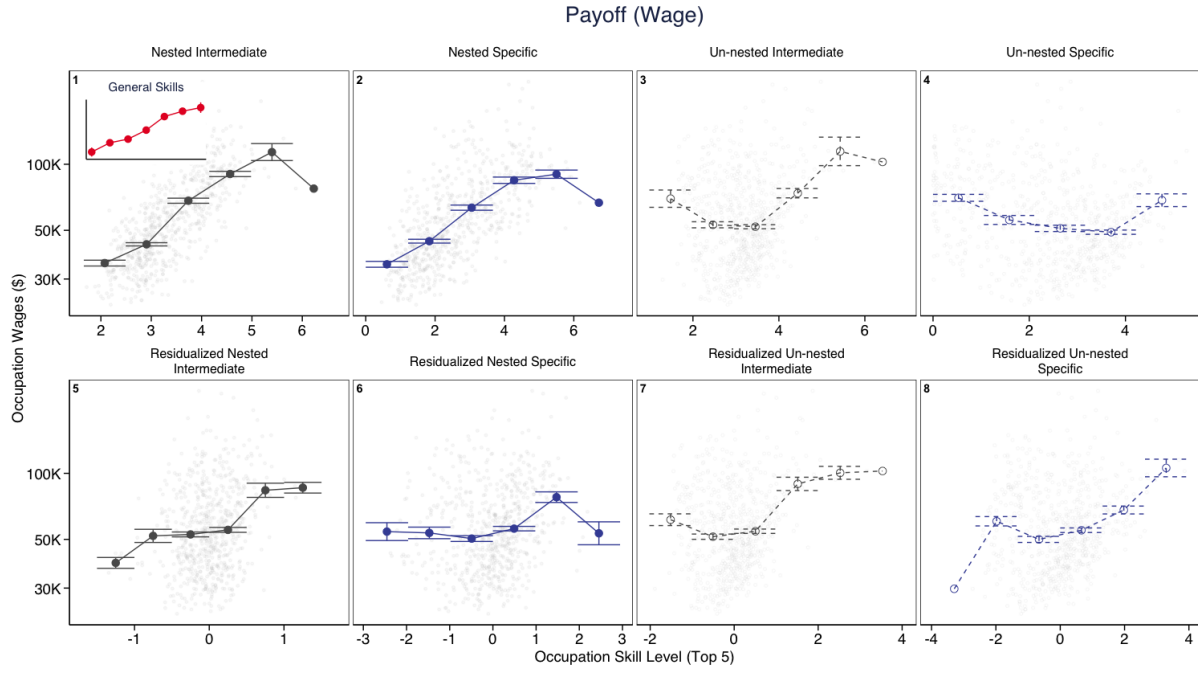 Payoff (Wage)
Nested Intermediate
Nested Specific
Un-nested Intermediate
Un-nested Specific
1
General Skills
2
3
4
100K
50K
30K
2 3 4 5 6
0 2 4 6
2 4 6
0 2 4
Occupation Wages ($)
Residualized Nested
Intermediate
Residualized Nested Specific
Residualized Un-nested
Intermediate
Residualized Un-nested
Specific
5
6
7
8
100K
50K
30K
-1 0 1
-3 -2 -1 0 1 2 3
-2 0 2 4
-4 -2 0 2 4
Occupation Skill Level (Top 5)